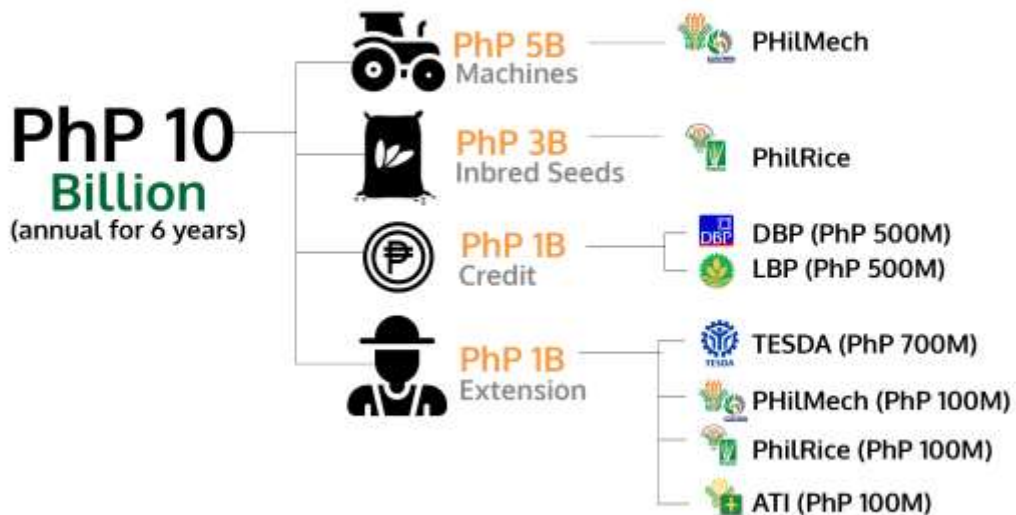 PhP 10
Billion
(annual for 6 years)
PhP 5B
Machines
PHilMech
PhP 3B
Inbred Seeds
PhilRice
PhP 1B
Credit
DBP
DBP (PhP 500M)
LBP (PhP 500M)
PhP 1B
Extension
TESDA
TESDA (PhP 700M)
PHilMech (PhP 100M)
PhilRice (PhP 100M)
ATI (PhP 100M)